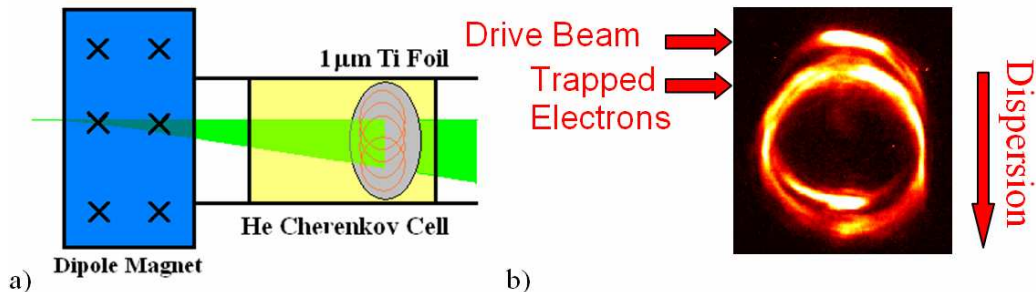 1μm Ti Foil
He Cherenkov Cell
Dipole Magnet
a)
Drive Beam
Trapped
Electrons
Dispersion
b)